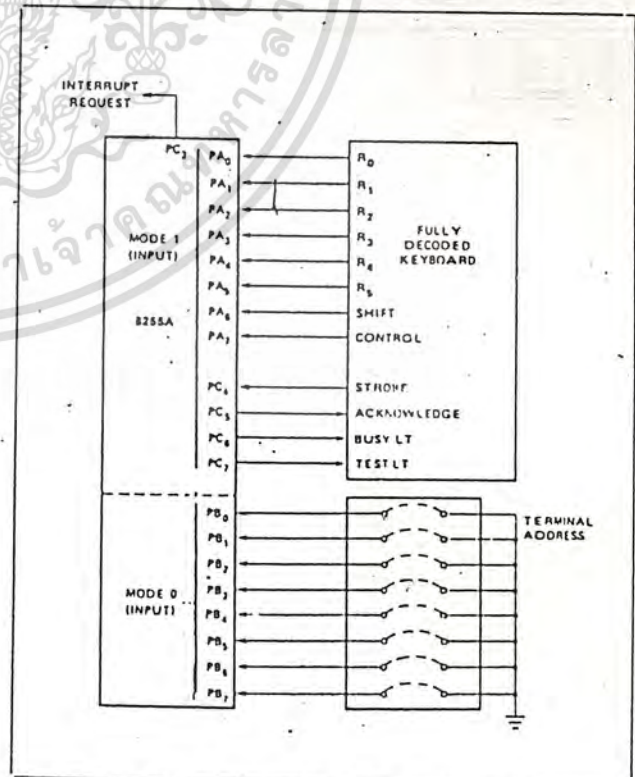 INTERRUPT
REQUEST
PC3 PA0 R0
PA1 R1
PA2 R2
MODE 1
(INPUT)
PA3 R3
PA4 R4
8255A PA5 R5
PA6 SHIFT
PA7 CONTROL
FULLY
DECODED
KEYBOARD
PC4 STROBE
PC5 ACKNOWLEDGE
PC6 BUSY LT
PC7 TEST LT
PB0
PB1
TERMINAL
ADDRESS
PB2
MODE 0
(INPUT)
PB3
PB4
PB5
PB6
PB7